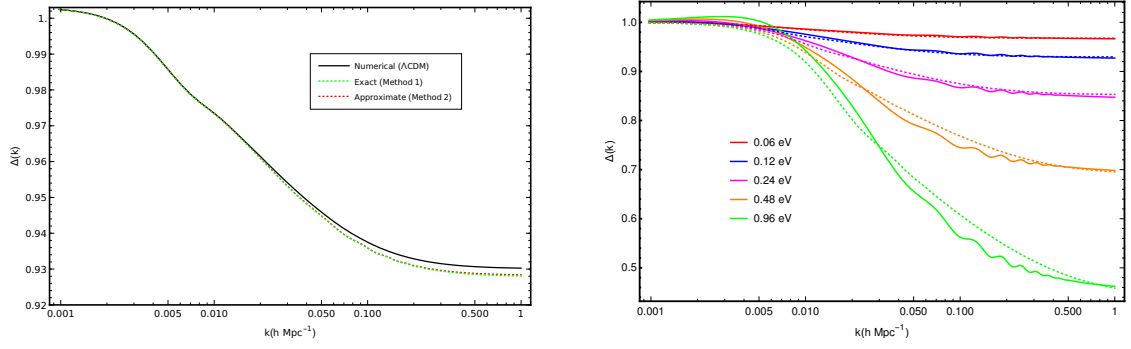 1.
0.99
0.98
0.97
0.96
0.95
0.94
0.93
0.92
Δ(k)
Numerical (ΛCDM)
Exact (Method 1)
Approximate (Method 2)
0.001
0.005
0.010
0.050
0.100
0.500
1
k(h Mpc⁻¹)
1.0
0.9
0.8
0.7
0.6
0.5
Δ(k)
0.06 eV
0.12 eV
0.24 eV
0.48 eV
0.96 eV
0.001
0.005
0.010
0.050
0.100
0.500
1
k(h Mpc⁻¹)